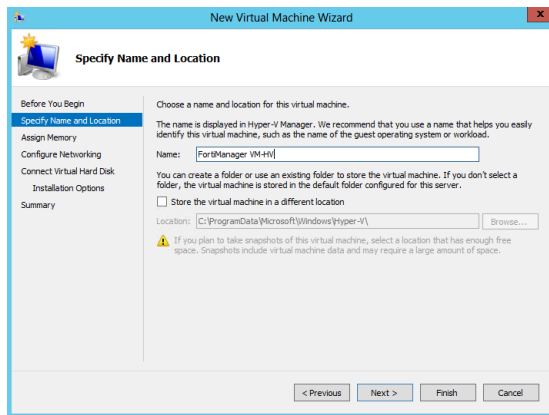 New Virtual Machine Wizard
x
Specify Name and Location
Before You Begin
Specify Name and Location
Assign Memory
Configure Networking
Connect Virtual Hard Disk
Installation Options
Summary
Choose a name and location for this virtual machine.
The name is displayed in Hyper-V Manager. We recommend that you use a name that helps you easily
identify this virtual machine, such as the name of the guest operating system or workload.
Name: FortiManager VM-HV
You can create a folder or use an existing folder to store the virtual machine. If you don't select a
folder, the virtual machine is stored in the default folder configured for this server.
Store the virtual machine in a different location
Location: C:\ProgramData\Microsoft\Windows\Hyper-V\ Browse...
If you plan to take snapshots of this virtual machine, select a location that has enough free
space. Snapshots include virtual machine data and may require a large amount of space.
< Previous Next > Finish Cancel